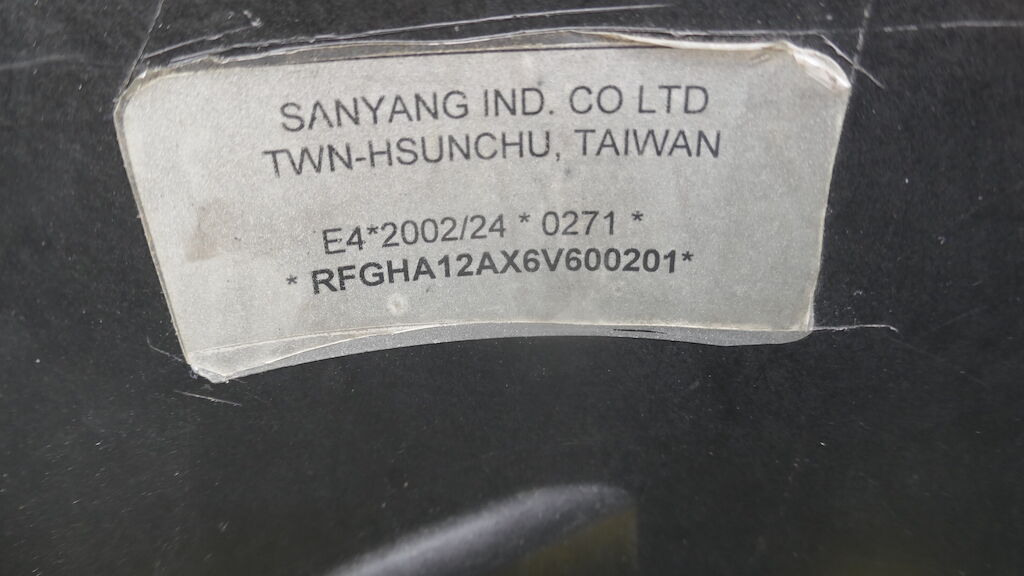 SANYANG IND. CO LTD
TWN-HSUNCHU, TAIWAN
E4*2002/24 * 0271 *
* RFGHA12AX6V600201*